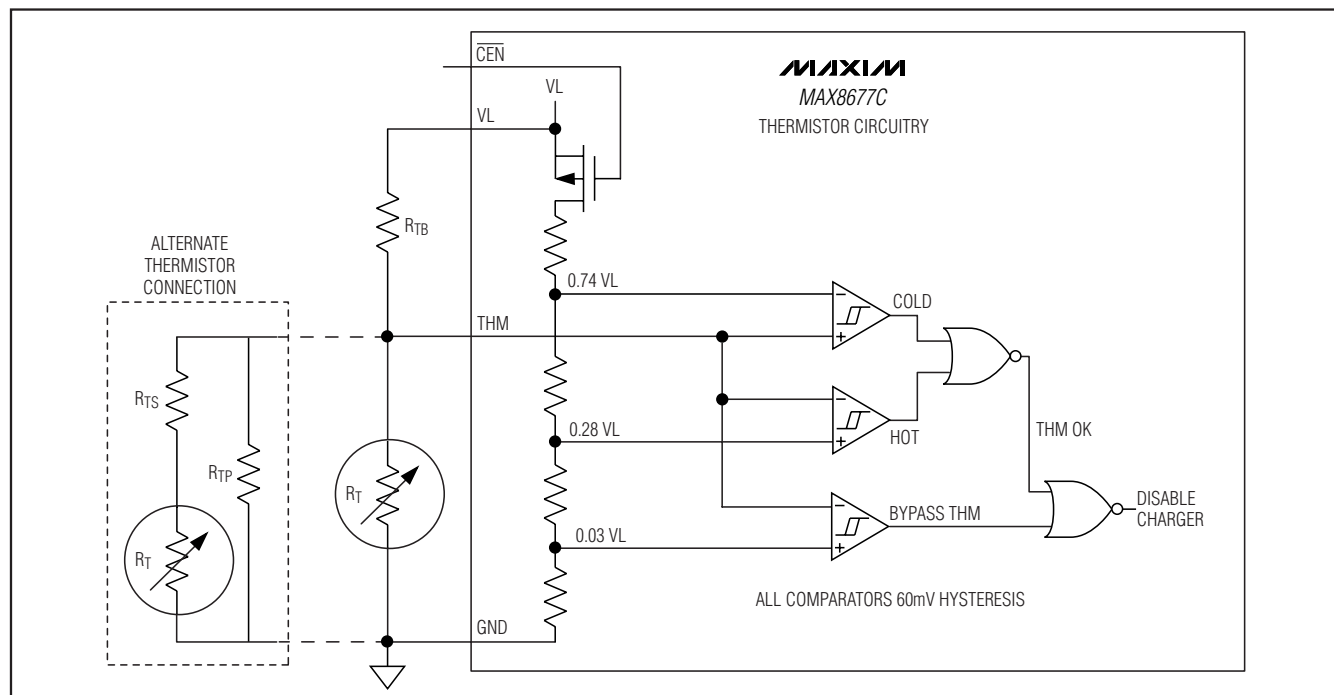 C̅E̅N̅
MAXIM
MAX8677C
THERMISTOR CIRCUITRY
VL
VL
RTB
ALTERNATE
THERMISTOR
CONNECTION
0.74 VL
COLD
THM
RTS
RTP
RT
0.28 VL
HOT
THM OK
RT
0.03 VL
BYPASS THM
DISABLE
CHARGER
ALL COMPARATORS 60mV HYSTERESIS
GND